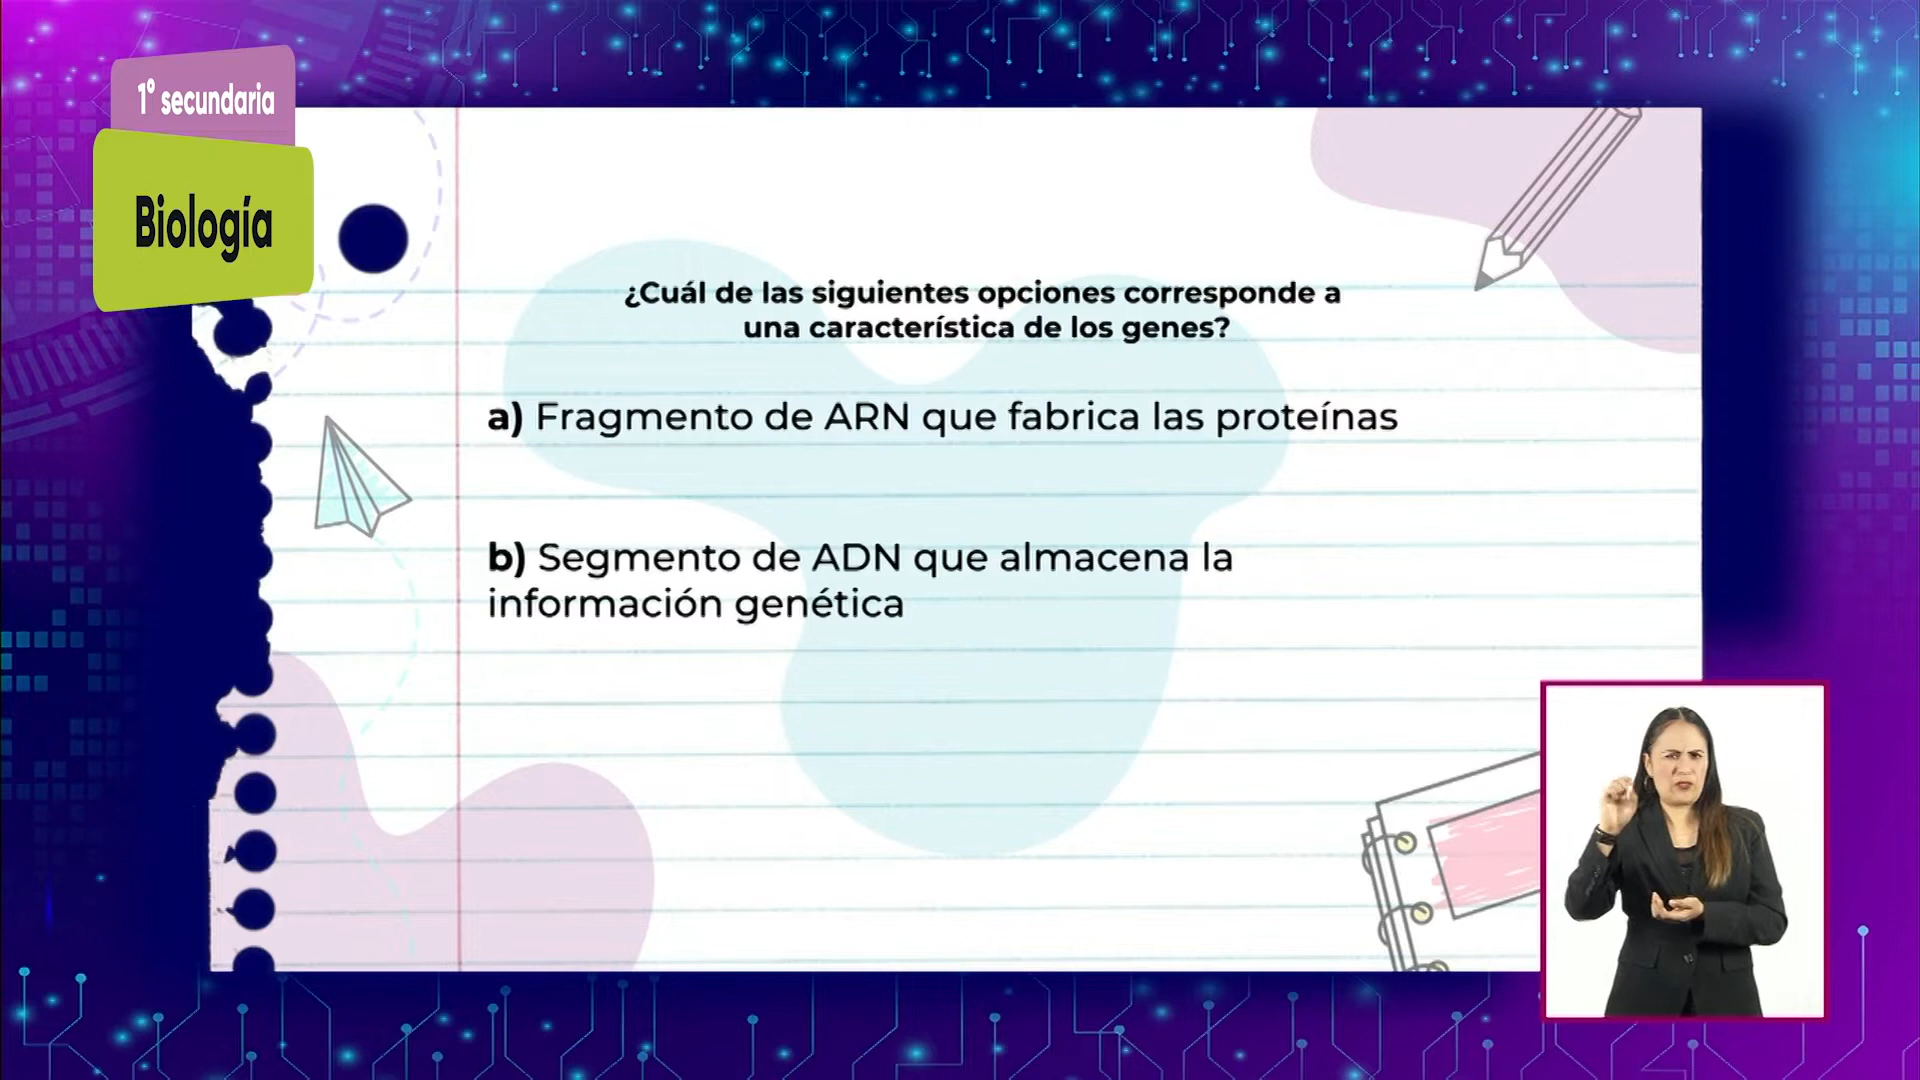 1° secundaria
Biología
¿Cuál de las siguientes opciones corresponde a
una característica de los genes?
a) Fragmento de ARN que fabrica las proteínas
b) Segmento de ADN que almacena la
información genética